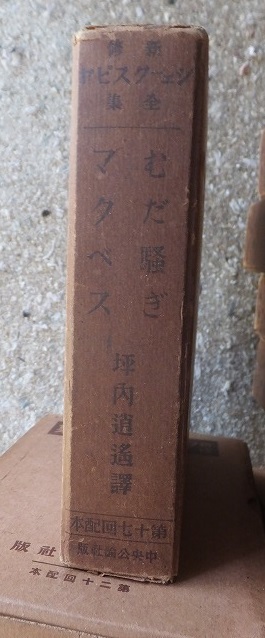 新修
シェークスピヤ
全集
むだ騒ぎ
マクベス
坪内逍遙譯
第十七回配本
中央公論社版
社版
第二十回配本